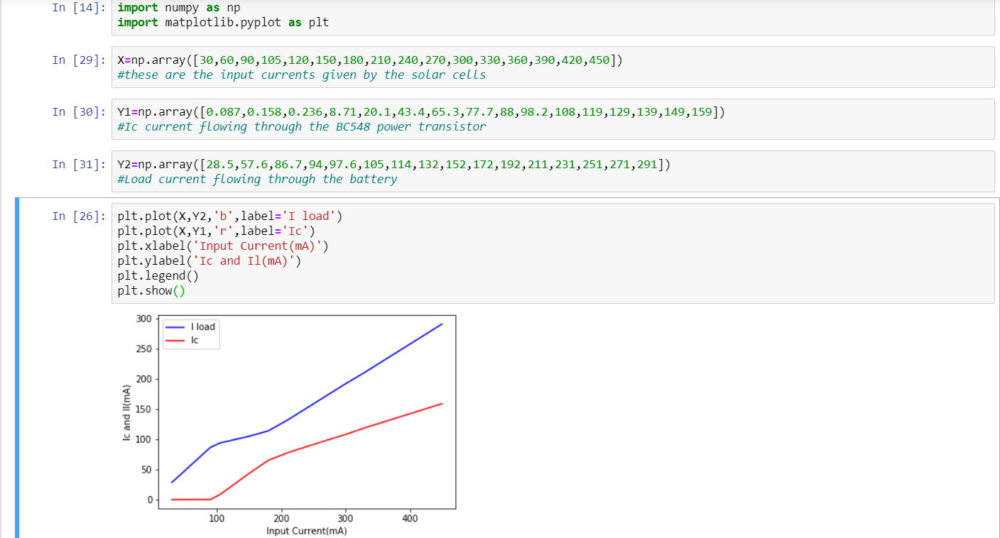 In [14]: import numpy as np
import matplotlib.pyplot as plt
In [29]: X=np.array([30,60,90,105,120,150,180,210,240,270,300,330,360,390,420,450])
#these are the input currents given by the solar cells
In [30]: Y1=np.array([0.087,0.158,0.236,8.71,20.1,43.4,65.3,77.7,88,98.2,108,119,129,139,149,159])
#Ic current flowing through the BC548 power transistor
In [31]: Y2=np.array([28.5,57.6,86.7,94,97.6,105,114,132,152,172,192,211,231,251,271,291])
#Load current flowing through the battery
In [26]: plt.plot(X,Y2,'b',label='I load')
plt.plot(X,Y1,'r',label='Ic')
plt.xlabel('Input Current(mA)')
plt.ylabel('Ic and Il(mA)')
plt.legend()
plt.show()
I load
Ic
300
250
200
150
100
50
0
Ic and Il(mA)
100 200 300 400
Input Current(mA)